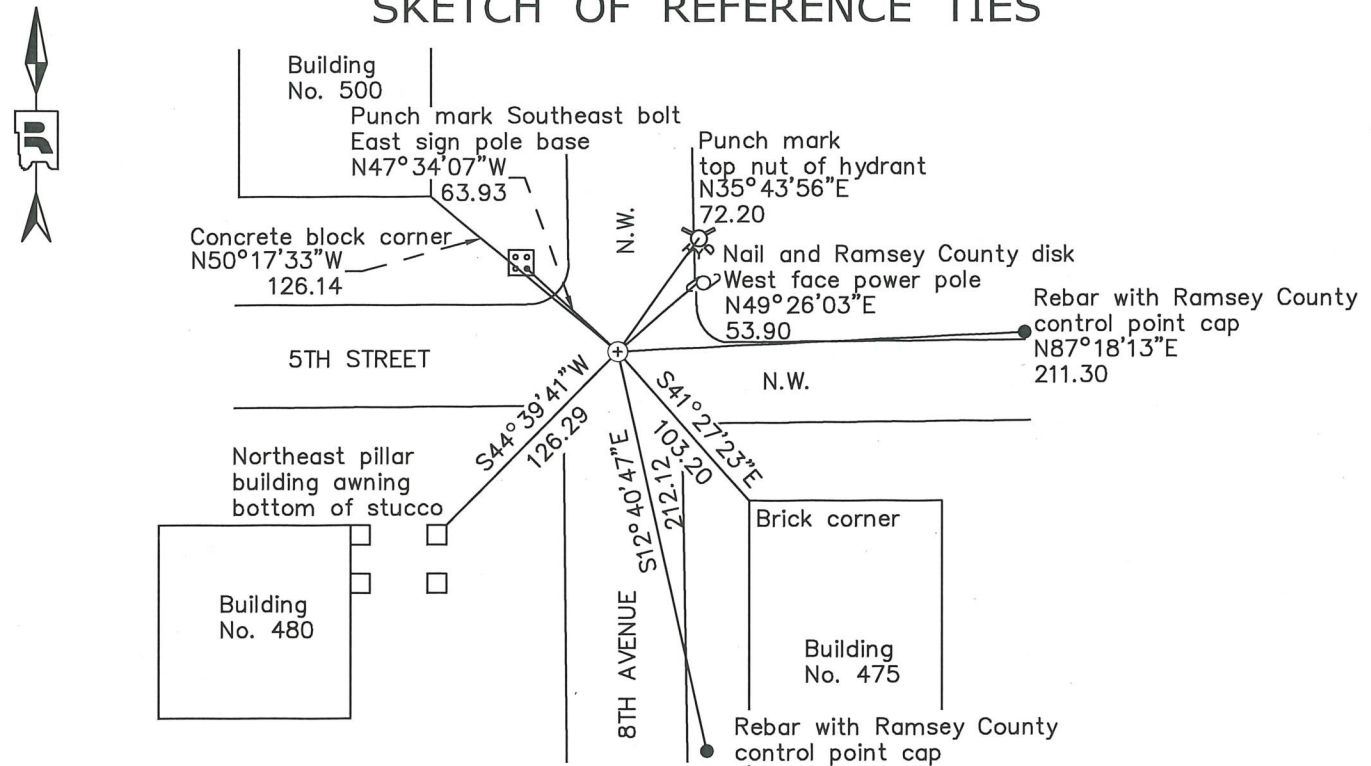 SKETCH OF REFERENCE TIES
Building
No. 500
Punch mark Southeast bolt
East sign pole base
N47°34'07"W
63.93
Punch mark
top nut of hydrant
N35°43'56"E
72.20
N.W.
Concrete block corner
N50°17'33"W
126.14
Nail and Ramsey County disk
West face power pole
N49°26'03"E
53.90
Rebar with Ramsey County
control point cap
N87°18'13"E
211.30
R
5TH STREET
N.W.
S44°39'41"W
126.29
S12°40'47"E
212.12
S41°27'23"E
103.20
Northeast pillar
building awning
bottom of stucco
Brick corner
Building
No. 480
8TH AVENUE
Building
No. 475
Rebar with Ramsey County
control point cap